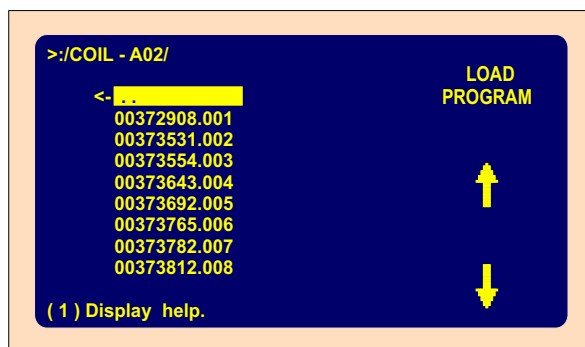 >:/COIL - A02/
LOAD
PROGRAM
<- . .
00372908.001
00373531.002
00373554.003
00373643.004
00373692.005
00373765.006
00373782.007
00373812.008
( 1 ) Display help.